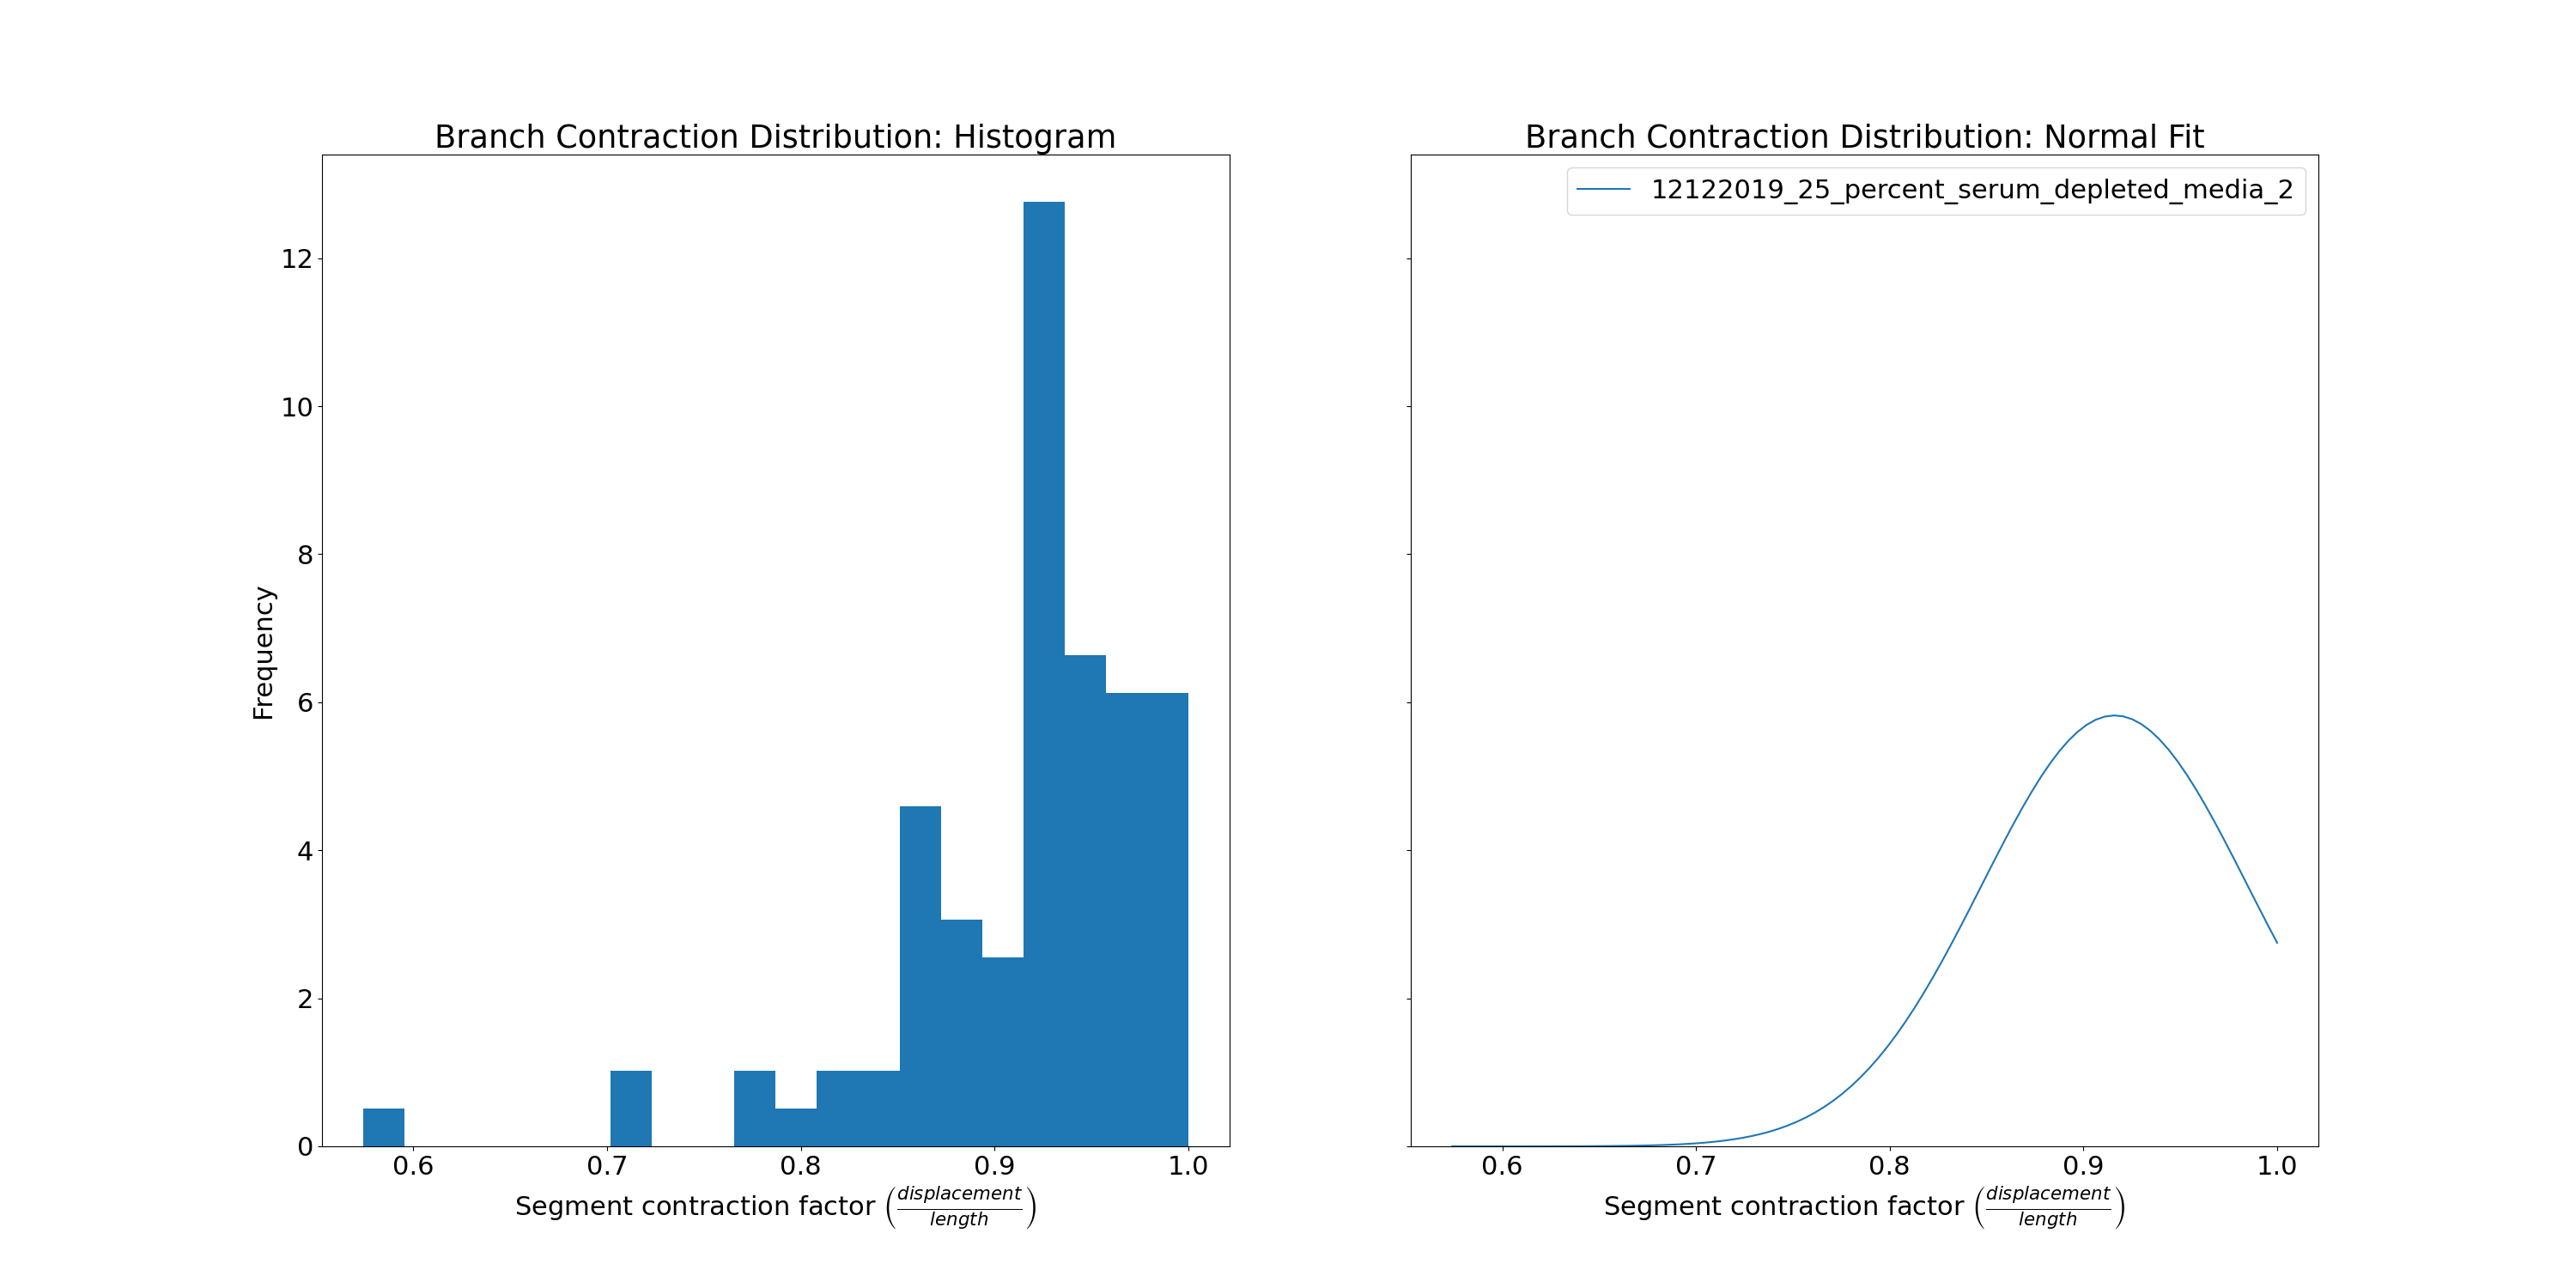 Branch Contraction Distribution: Histogram
12
10
8
6
4
2
0
Frequency
0.6 0.7 0.8 0.9 1.0
Segment contraction factor (displacement/length)
Branch Contraction Distribution: Normal Fit
12122019_25_percent_serum_depleted_media_2
0.6 0.7 0.8 0.9 1.0
Segment contraction factor (displacement/length)